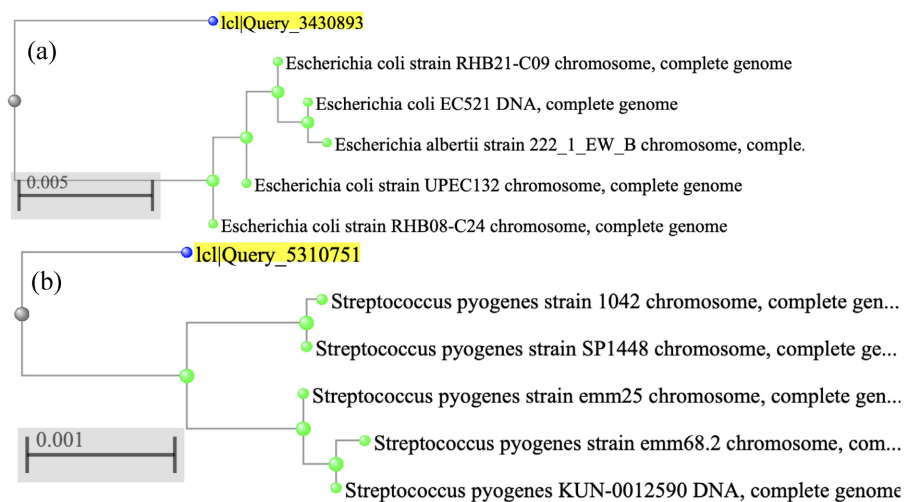 lcl|Query_3430893
(a)
Escherichia coli strain RHB21-C09 chromosome, complete genome
Escherichia coli EC521 DNA, complete genome
Escherichia albertii strain 222_1_EW_B chromosome, comple.
0.005
Escherichia coli strain UPEC132 chromosome, complete genome
Escherichia coli strain RHB08-C24 chromosome, complete genome
lcl|Query_5310751
(b)
Streptococcus pyogenes strain 1042 chromosome, complete gen...
Streptococcus pyogenes strain SP1448 chromosome, complete ge...
Streptococcus pyogenes strain emm25 chromosome, complete gen...
0.001
Streptococcus pyogenes strain emm68.2 chromosome, com...
Streptococcus pyogenes KUN-0012590 DNA, complete genome